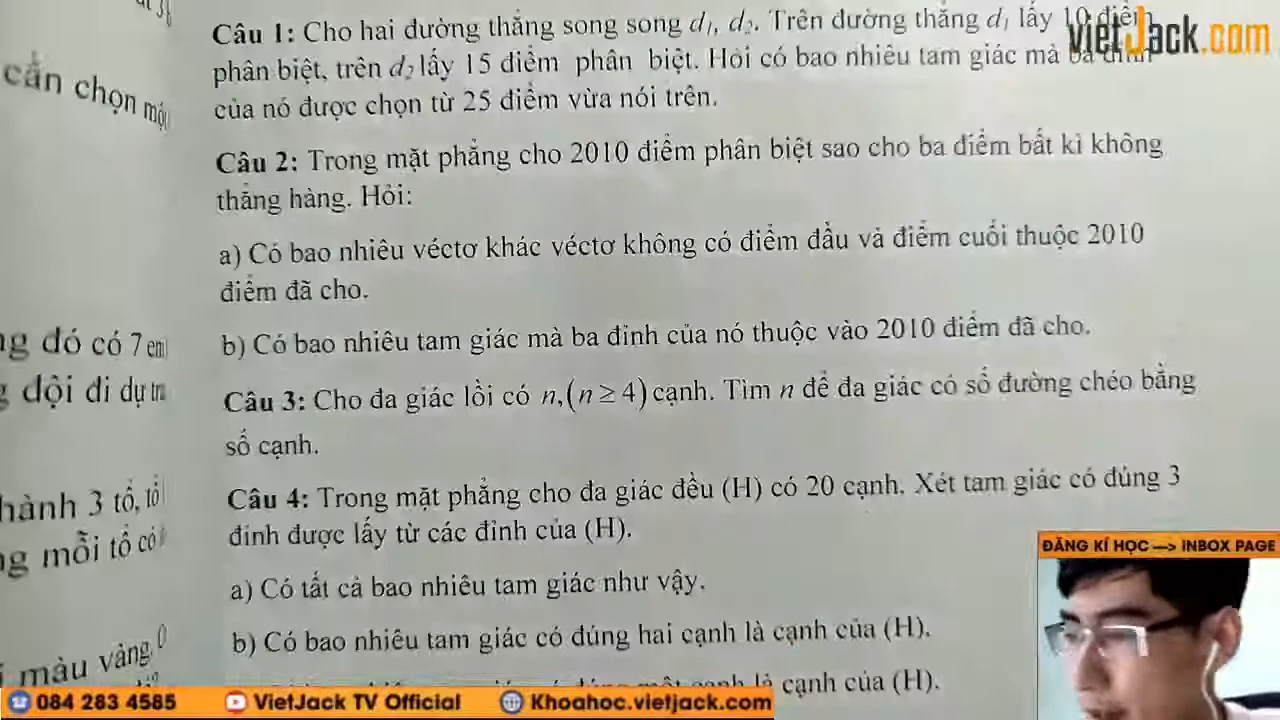 cần chọn một
Câu 1: Cho hai đường thẳng song song d₁, d₂. Trên đường thẳng d₁ lấy 10 điểm
vietJack.com
phân biệt, trên d₂ lấy 15 điểm phân biệt. Hỏi có bao nhiêu tam giác mà ba đỉnh
của nó được chọn từ 25 điểm vừa nói trên.
Câu 2: Trong mặt phẳng cho 2010 điểm phân biệt sao cho ba điểm bất kì không
thẳng hàng. Hỏi:
a) Có bao nhiêu véctơ khác véctơ không có điểm đầu và điểm cuối thuộc 2010
điểm đã cho.
đó có 7 em
b) Có bao nhiêu tam giác mà ba đỉnh của nó thuộc vào 2010 điểm đã cho.
đội đi dự
Câu 3: Cho đa giác lồi có n,(n ≥ 4) cạnh. Tìm n để đa giác có số đường chéo bằng
số cạnh.
3 tổ, tổ
Câu 4: Trong mặt phẳng cho đa giác đều (H) có 20 cạnh. Xét tam giác có đúng 3
đỉnh được lấy từ các đỉnh của (H).
mỗi tổ có
a) Có tất cả bao nhiêu tam giác như vậy.
b) Có bao nhiêu tam giác có đúng hai cạnh là cạnh của (H).
màu vàng
cạnh là cạnh của (H).
ĐĂNG KÍ HỌC —> INBOX PAGE
084 283 4585
VietJack TV Official
Khoahoc.vietjack.com